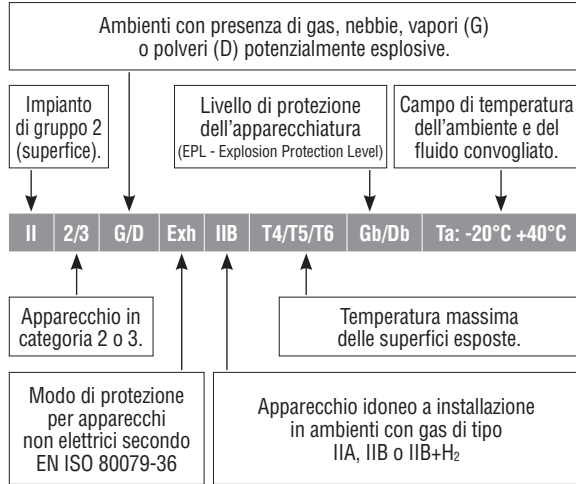 Ambienti con presenza di gas, nebbie, vapori (G)
o polveri (D) potenzialmente esplosive.
Impianto
di gruppo 2
(superfice).
Livello di protezione
dell'apparecchiatura
(EPL - Explosion Protection Level)
Campo di temperatura
dell'ambiente e del
fluido convogliato.
II 2/3 G/D Exh IIB T4/T5/T6 Gb/Db Ta: -20°C +40°C
Apparecchio in
categoria 2 o 3.
Temperatura massima
delle superfici esposte.
Modo di protezione
per apparecchi
non elettrici secondo
EN ISO 80079-36
Apparecchio idoneo a installazione
in ambienti con gas di tipo
IIA, IIB o IIB+H₂